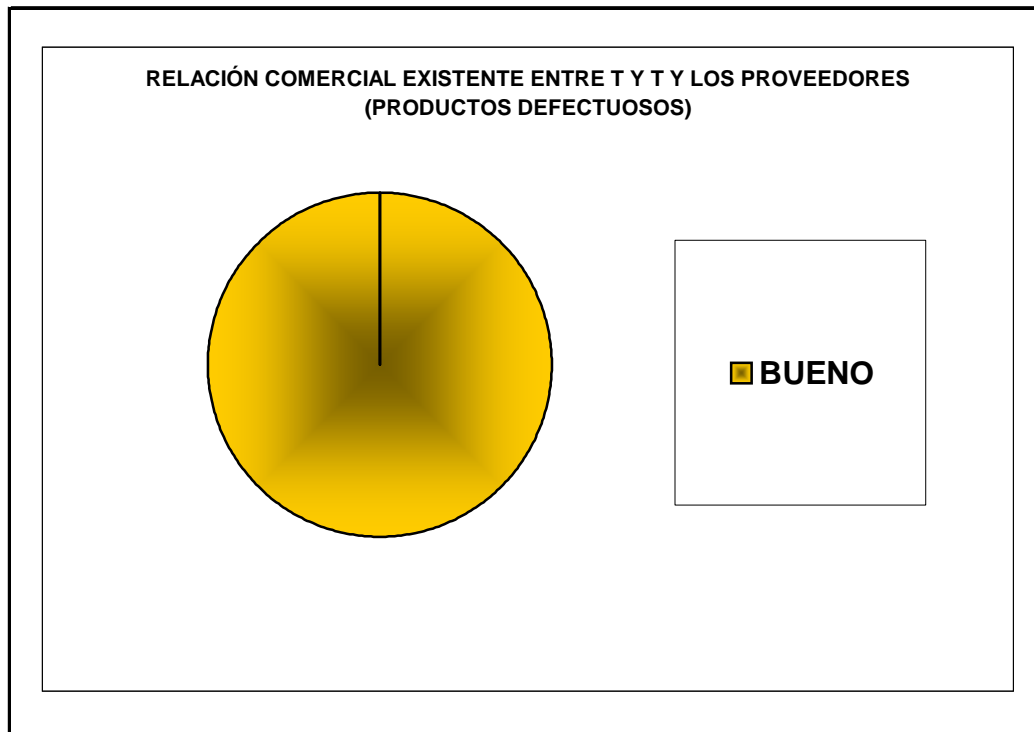 RELACIÓN COMERCIAL EXISTENTE ENTRE T Y T Y LOS PROVEEDORES
(PRODUCTOS DEFECTUOSOS)
BUENO